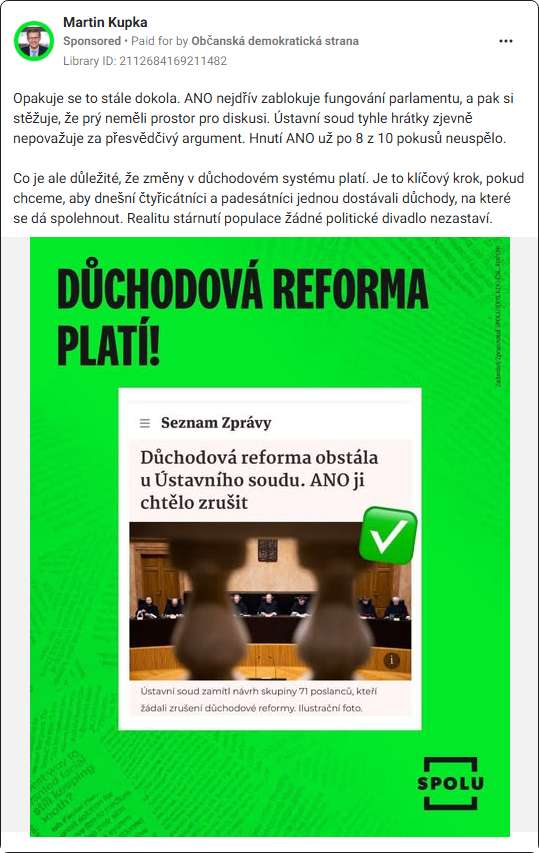 Martin Kupka
Sponsored • Paid for by Občanská demokratická strana
Library ID: 2112684169211482
Opakuje se to stále dokola. ANO nejdřív zablokuje fungování parlamentu, a pak si
stěžuje, že prý neměli prostor pro diskusi. Ústavní soud tyhle hrátky zjevně
nepovažuje za přesvědčivý argument. Hnutí ANO už po 8 z 10 pokusů neuspělo.
Co je ale důležité, že změny v důchodovém systému platí. Je to klíčový krok, pokud
chceme, aby dnešní čtyřicátníci a padesátníci jednou dostávali důchody, na které
se dá spolehnout. Realitu stárnutí populace žádné politické divadlo nezastaví.
DŮCHODOVÁ REFORMA
PLATÍ!
Seznam Zprávy
Důchodová reforma obstála
u Ústavního soudu. ANO ji
chtělo zrušit
Ústavní soud zamítl návrh skupiny 71 poslanců, kteří
žádali zrušení důchodové reformy. Ilustrační foto.
SPOLU